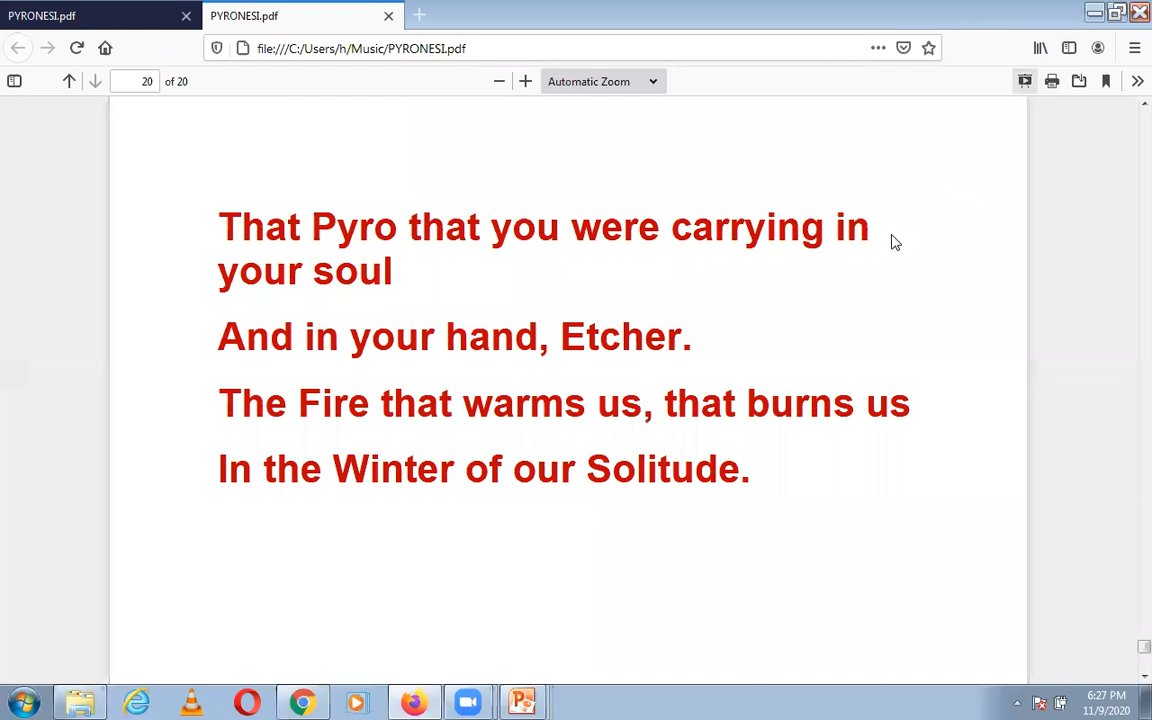 PYRONESI.pdf
PYRONESI.pdf
file:///C:/Users/h/Music/PYRONESI.pdf
20 of 20
Automatic Zoom
That Pyro that you were carrying in
your soul
And in your hand, Etcher.
The Fire that warms us, that burns us
In the Winter of our Solitude.
6:27 PM
11/9/2020